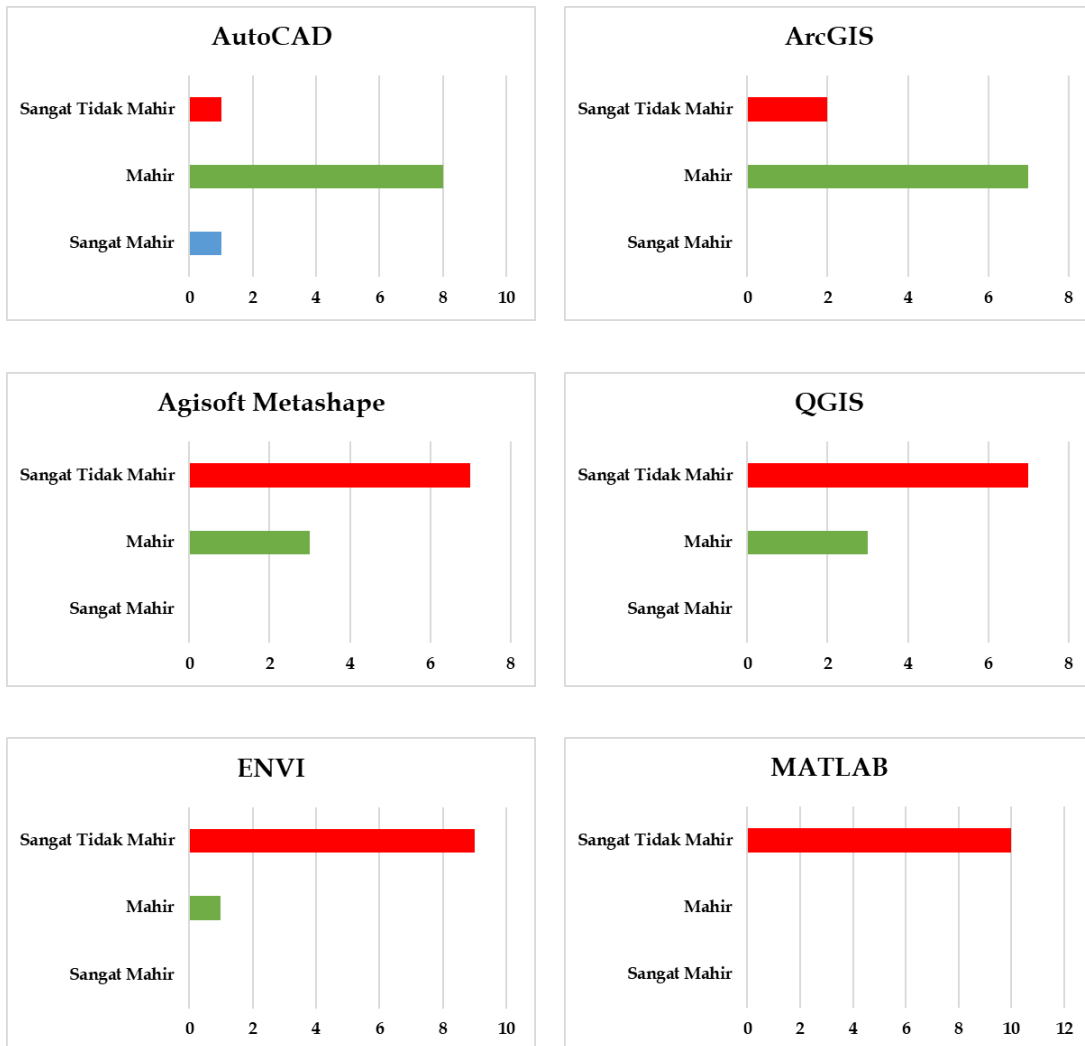 AutoCAD
Sangat Tidak Mahir
Mahir
Sangat Mahir
0 2 4 6 8 10
ArcGIS
Sangat Tidak Mahir
Mahir
Sangat Mahir
0 2 4 6 8
Agisoft Metashape
Sangat Tidak Mahir
Mahir
Sangat Mahir
0 2 4 6 8
QGIS
Sangat Tidak Mahir
Mahir
Sangat Mahir
0 2 4 6 8
ENVI
Sangat Tidak Mahir
Mahir
Sangat Mahir
0 2 4 6 8 10
MATLAB
Sangat Tidak Mahir
Mahir
Sangat Mahir
0 2 4 6 8 10 12